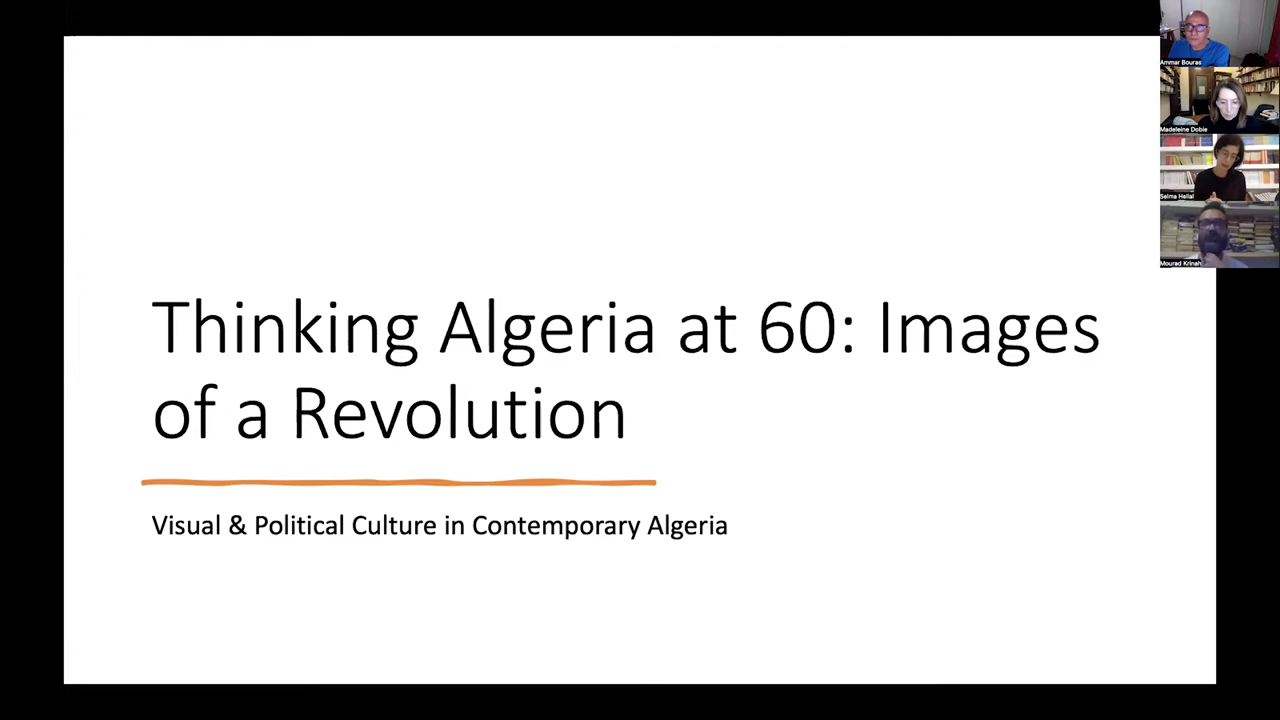 Thinking Algeria at 60: Images
of a Revolution
Visual & Political Culture in Contemporary Algeria
Ammar Bouras
Madeleine Dobie
Selma Hellal
Mourad Krinah